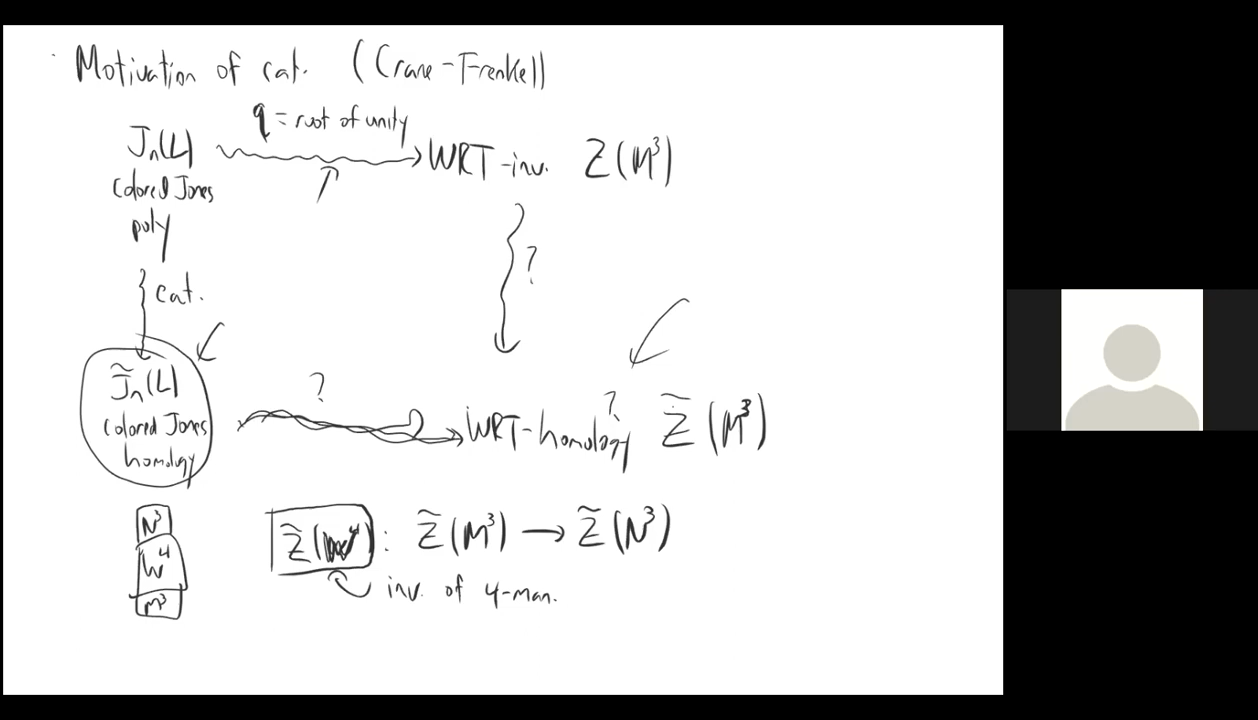 Motivation of cat. (Crane-Frenkel)
q = root of unity
Jn(L) WRT-inv. Z(M³)
Colored Jones
poly
?
cat.
J̃n(L) ? ?
Colored Jones WRT-homology Z̃(M³)
homology
N³
W⁴ Z̃(W⁴) : Z̃(M³) → Z̃(N³)
M³ inv. of 4-man.